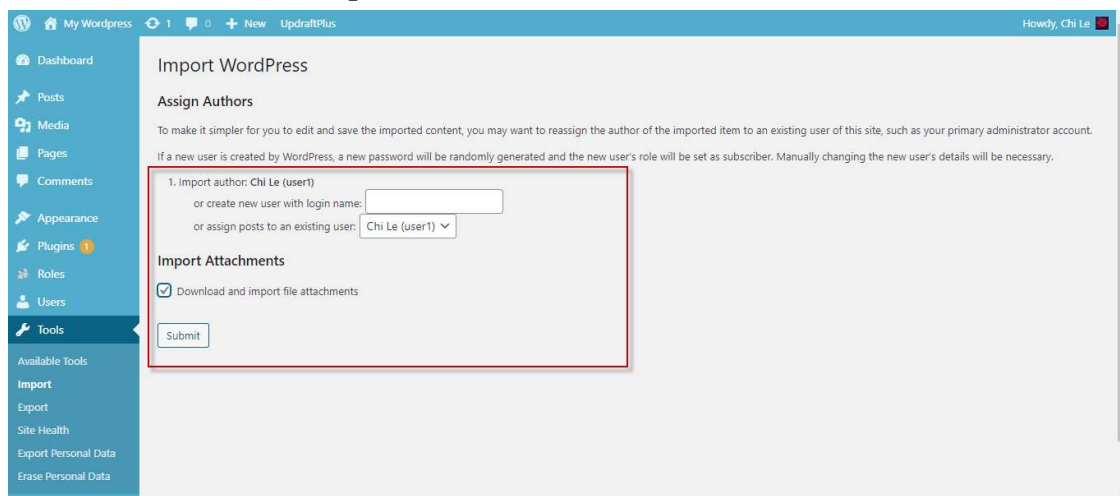 My Wordpress 1 0 + New UpdraftPlus Howdy, Chi Le
Dashboard
Posts
Media
Pages
Comments
Appearance
Plugins 1
Roles
Users
Tools
Available Tools
Import
Export
Site Health
Export Personal Data
Erase Personal Data
Import WordPress
Assign Authors
To make it simpler for you to edit and save the imported content, you may want to reassign the author of the imported item to an existing user of this site, such as your primary administrator account.
If a new user is created by WordPress, a new password will be randomly generated and the new user's role will be set as subscriber. Manually changing the new user's details will be necessary.
1. Import author: Chi Le (user1)
or create new user with login name:
or assign posts to an existing user: Chi Le (user1)
Import Attachments
Download and import file attachments
Submit